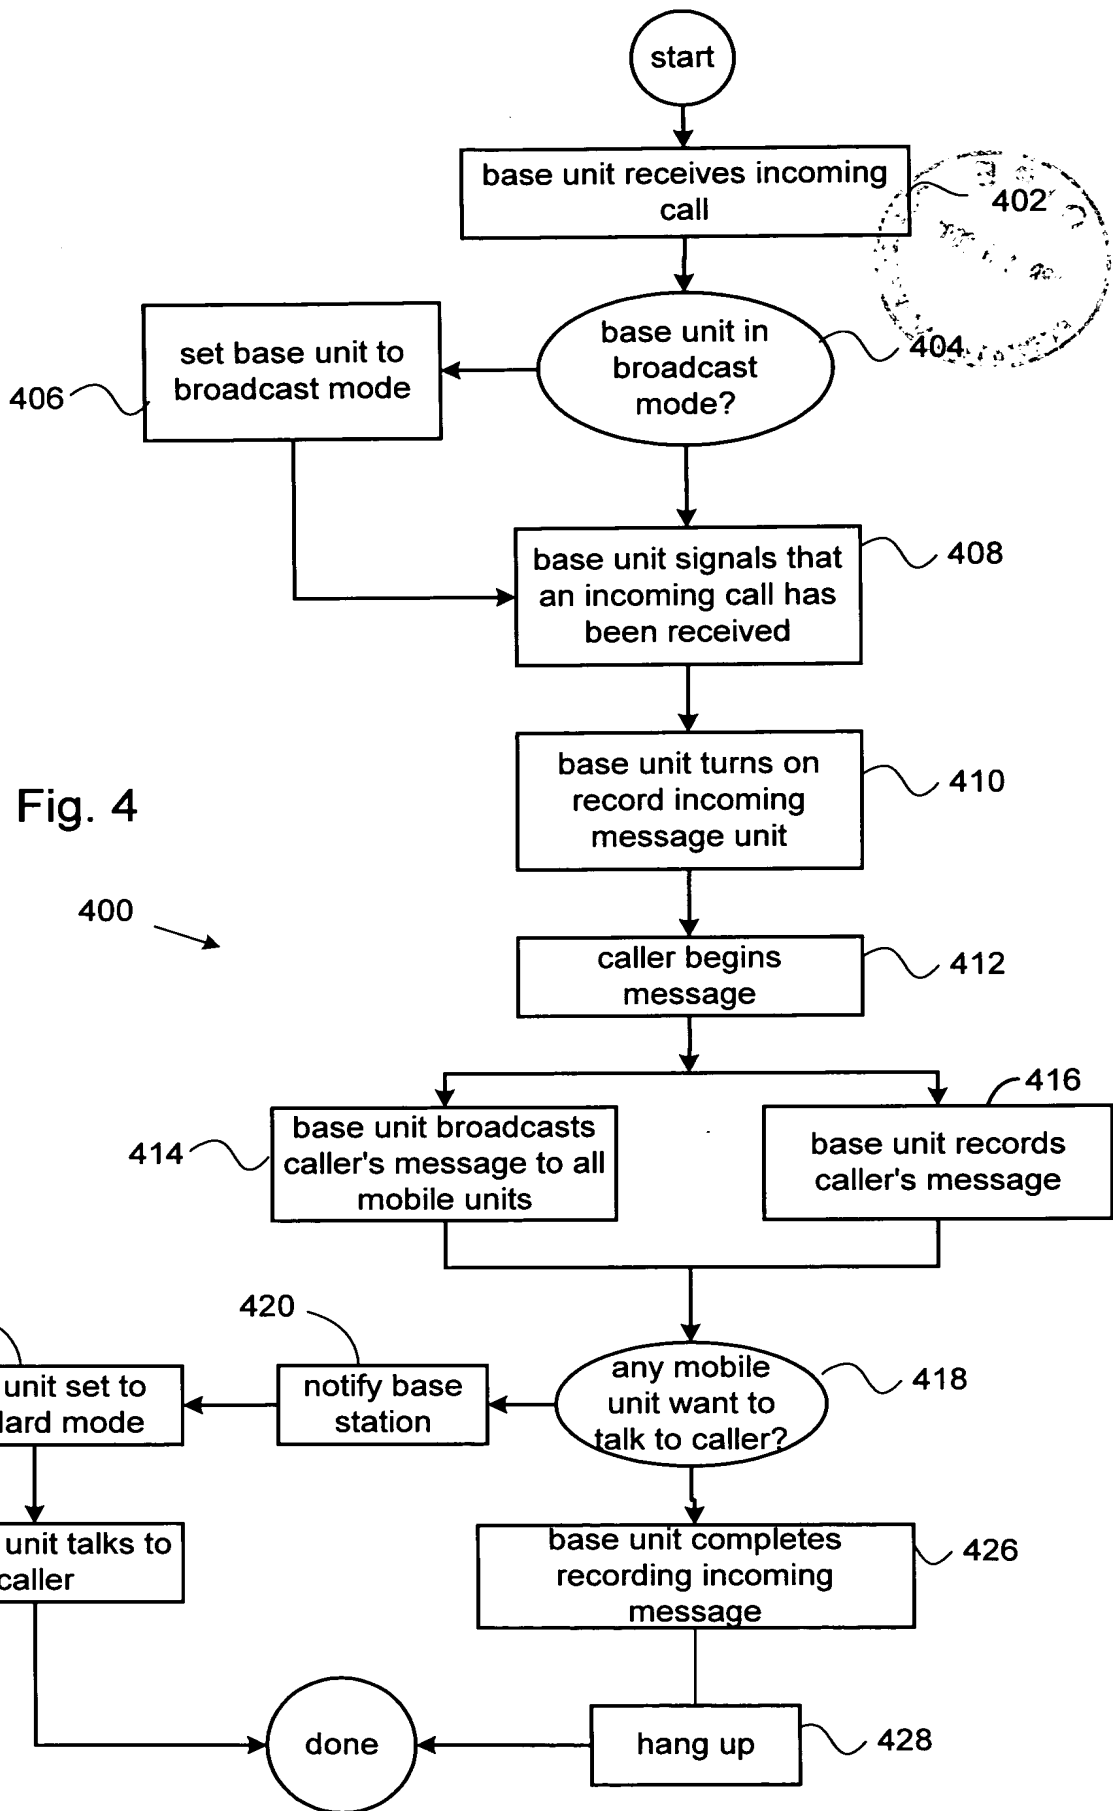 start
base unit receives incoming
call
402
base unit in
broadcast
mode?
404
set base unit to
broadcast mode
406
base unit signals that
an incoming call has
been received
408
base unit turns on
record incoming
message unit
410
Fig. 4
400
caller begins
message
412
base unit broadcasts
caller's message to all
mobile units
414
base unit records
caller's message
416
any mobile
unit want to
talk to caller?
418
420
notify base
station
unit set to
mode
unit talks to
caller
base unit completes
recording incoming
message
426
hang up
428
done